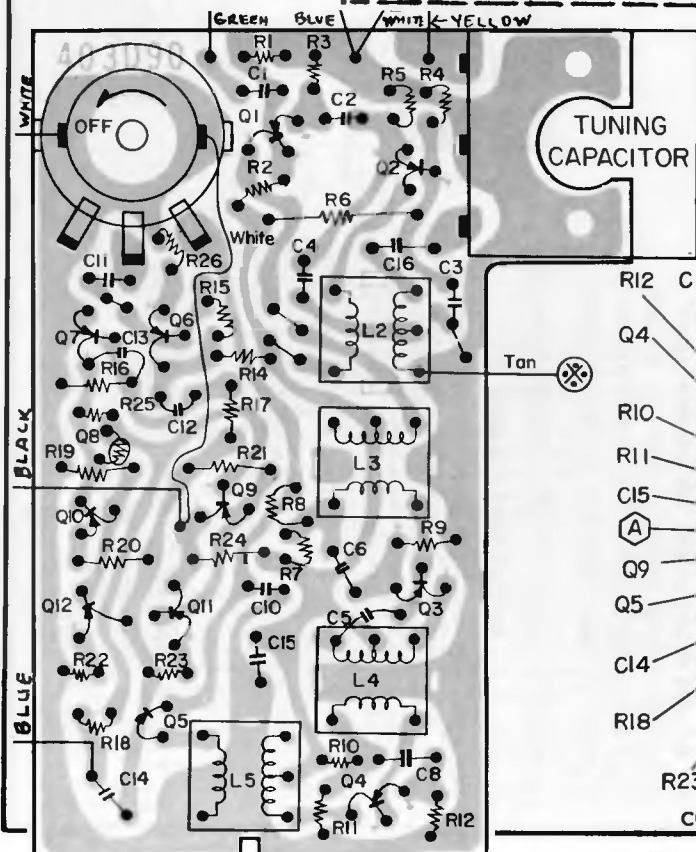 GREEN BLUE WHITE YELLOW
403D90
R1 R3
C1 R5 R4
WHITE
OFF
Q1 C2
TUNING
CAPACITOR
R2 Q2
R6
White
R26
C4 C16 C3
C11
R15
L2
Q7 C13 Q6
R14
R16
Tan
R25 C12 R17
Q8
BLACK
R19 R21 L3
Q9 R8
Q10
R20 R24 R7 C6 R9
Q12 Q11 C10 C5 Q3
C15
R22 R23 L4
BLUE
R18 Q5
R10
C14 L5 Q4 C8
R11 R12
R12 C
Q4
R10
R11
C15
A
Q9
Q5
C14
R18
R23